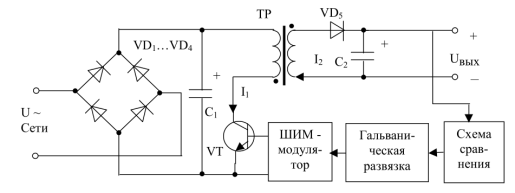 ТР
VD₅
VD₁...VD₄
+
+
+
I₁
I₂
C₂
Uвых
–
U ~
Сети
C₁
VT
ШИМ -
модуля-
тор
Гальвани-
ческая
развязка
Схема
срав-
нения